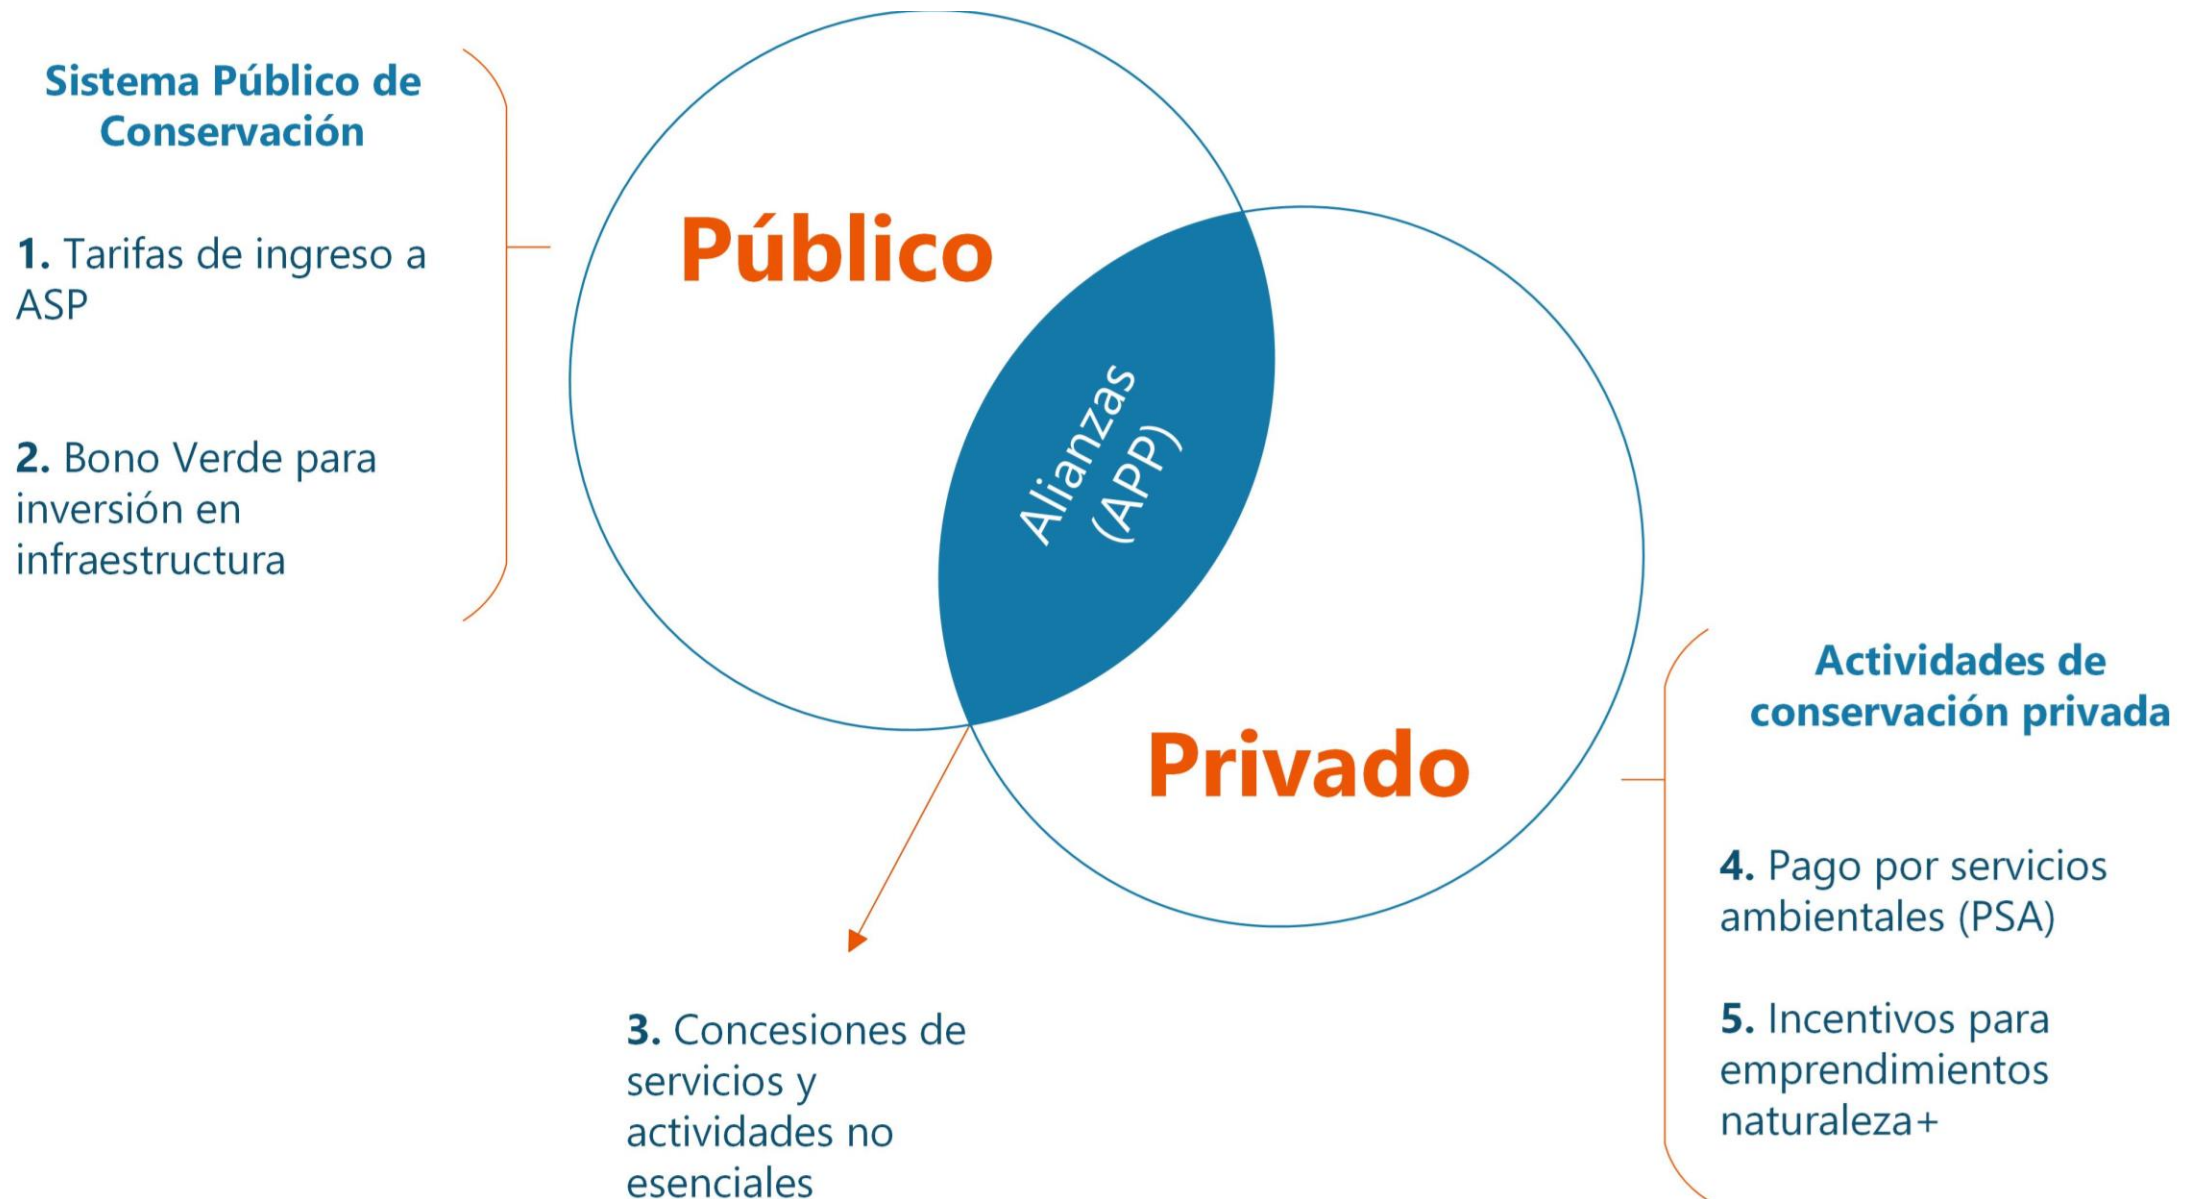 Sistema Público de
Conservación
1. Tarifas de ingreso a
ASP
2. Bono Verde para
inversión en
infraestructura
Público
Alianzas
(APP)
Privado
3. Concesiones de
servicios y
actividades no
esenciales
Actividades de
conservación privada
4. Pago por servicios
ambientales (PSA)
5. Incentivos para
emprendimientos
naturaleza+